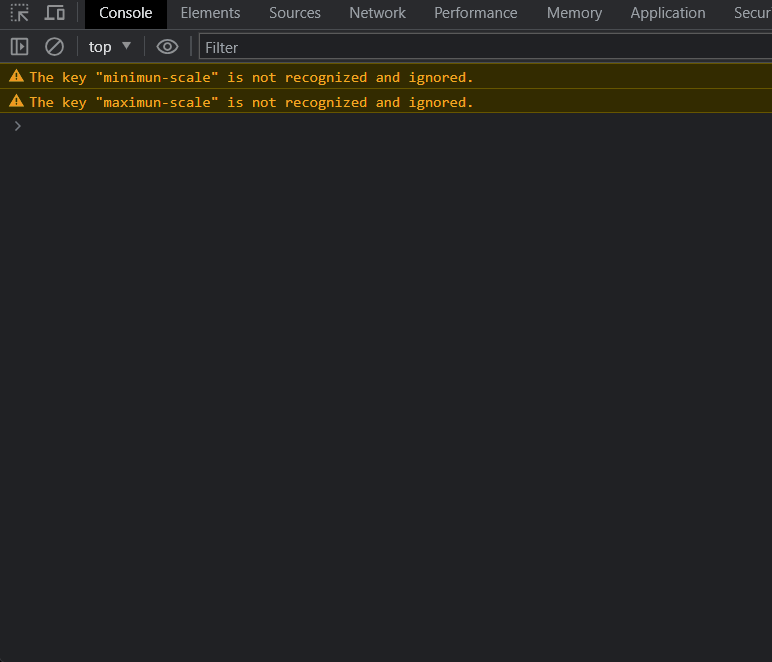 Console Elements Sources Network Performance Memory Application Secur
top Filter
The key "minimun-scale" is not recognized and ignored.
The key "maximun-scale" is not recognized and ignored.